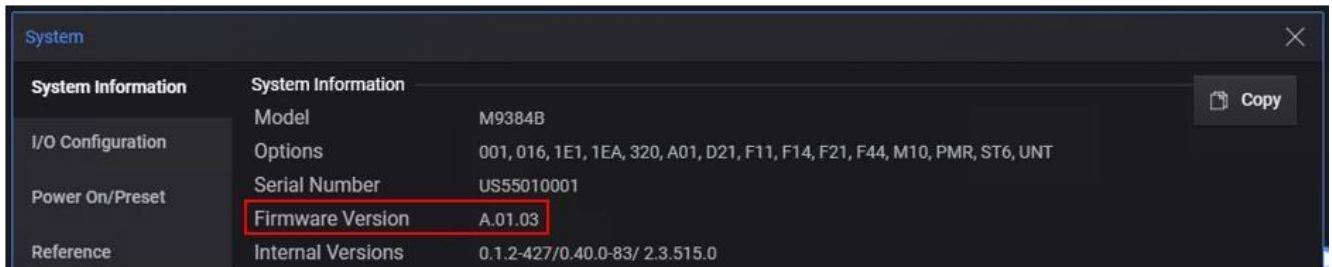 System
System Information
I/O Configuration
Power On/Preset
Reference
System Information
Copy
Model M9384B
Options 001, 016, 1E1, 1EA, 320, A01, D21, F11, F14, F21, F44, M10, PMR, ST6, UNT
Serial Number US55010001
Firmware Version A.01.03
Internal Versions 0.1.2-427/0.40.0-83/ 2.3.515.0